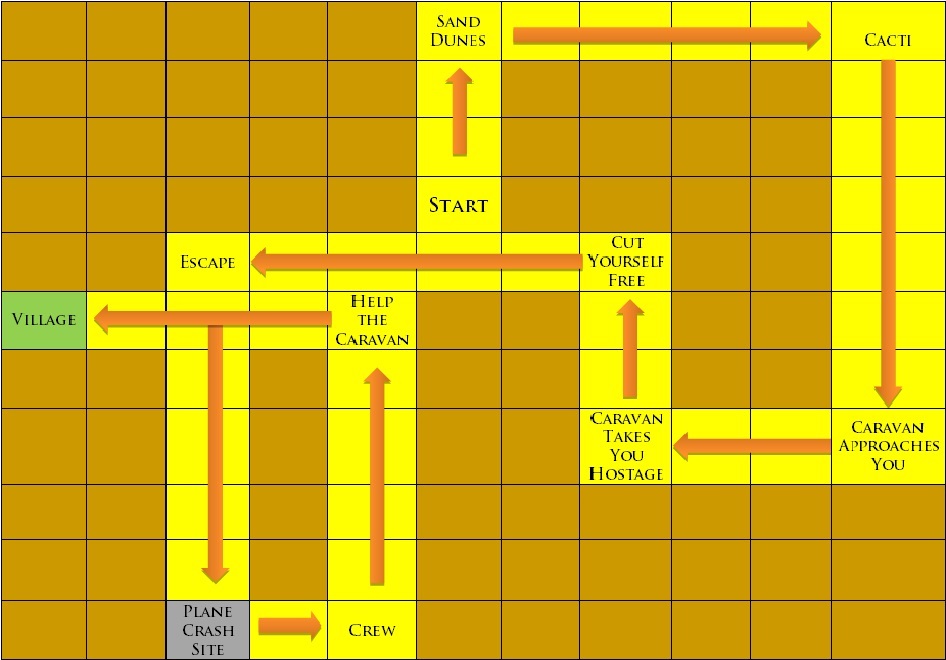 SAND
DUNES
CACTI
START
ESCAPE
CUT
YOURSELF
FREE
VILLAGE
HELP
THE
CARAVAN
CARAVAN
TAKES
YOU
HOSTAGE
CARAVAN
APPROACHES
YOU
PLANE
CRASH
SITE
CREW